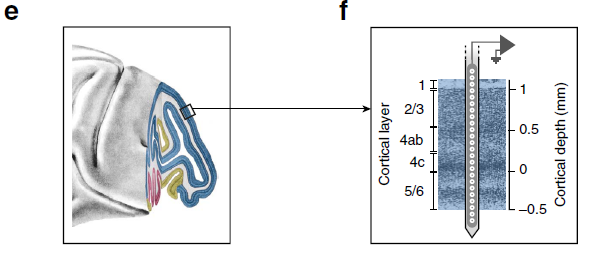 e
f
Cortical layer
1
2/3
4ab
4c
5/6
1
0.5
0
–0.5
Cortical depth (mm)